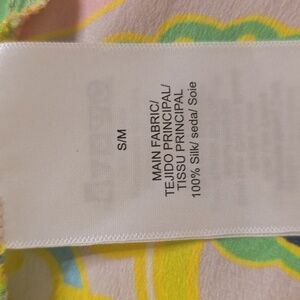 S/M
MAIN FABRIC/
TEJIDO PRINCIPAL/
TISSU PRINCIPAL
100% Silk/ seda/ Soie